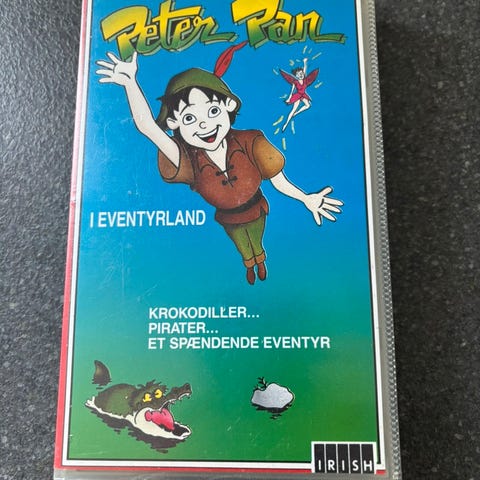 Peter Pan
I EVENTYRLAND
KROKODILLER...
PIRATER...
ET SPÆNDENDE EVENTYR
IRISH